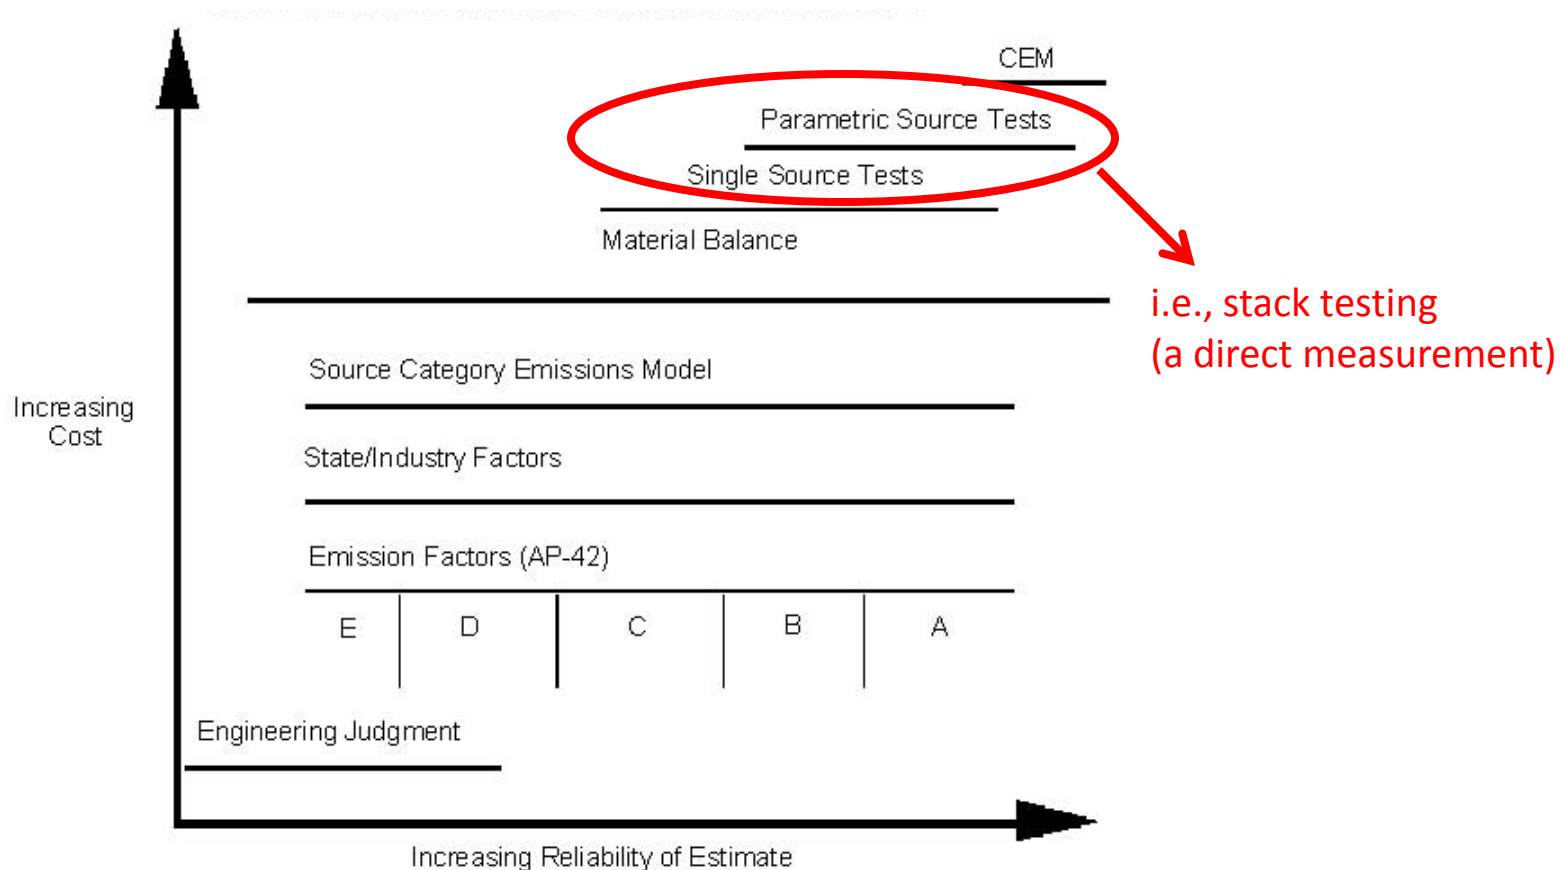 CEM
Parametric Source Tests
Single Source Tests
Material Balance
i.e., stack testing
(a direct measurement)
Source Category Emissions Model
Increasing
Cost
State/Industry Factors
Emission Factors (AP-42)
E D C B A
Engineering Judgment
Increasing Reliability of Estimate